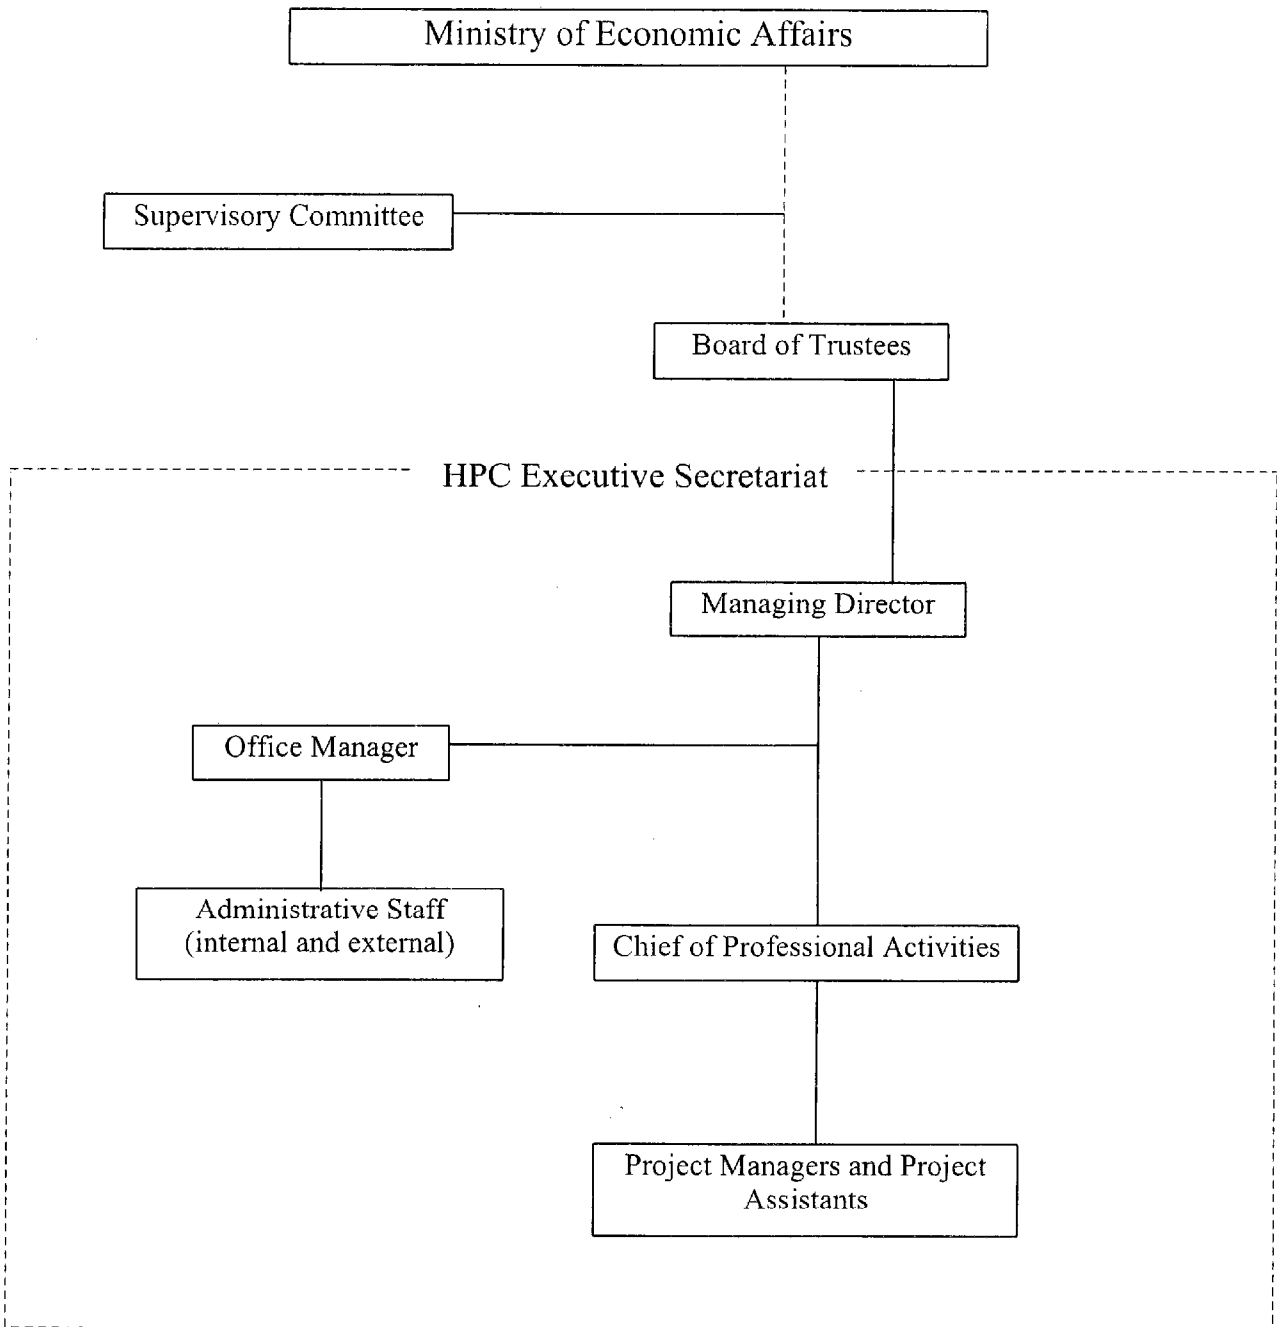 Ministry of Economic Affairs
Supervisory Committee
Board of Trustees
HPC Executive Secretariat
Managing Director
Office Manager
Administrative Staff
(internal and external)
Chief of Professional Activities
Project Managers and Project
Assistants